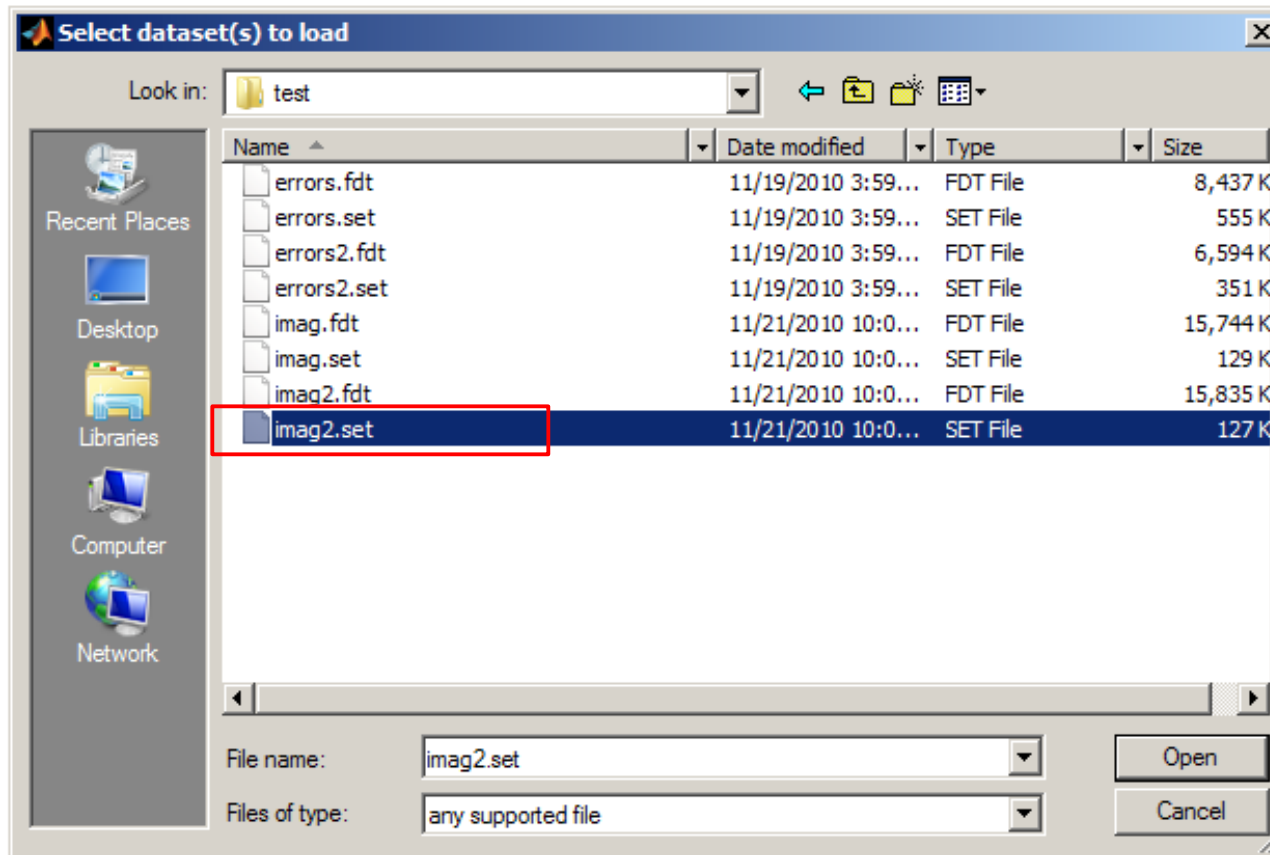 Select dataset(s) to load
Look in: test
Name Date modified Type Size
errors.fdt 11/19/2010 3:59... FDT File 8,437 K
errors.set 11/19/2010 3:59... SET File 555 K
errors2.fdt 11/19/2010 3:59... FDT File 6,594 K
errors2.set 11/19/2010 3:59... SET File 351 K
imag.fdt 11/21/2010 10:0... FDT File 15,744 K
imag.set 11/21/2010 10:0... SET File 129 K
imag2.fdt 11/21/2010 10:0... FDT File 15,835 K
imag2.set 11/21/2010 10:0... SET File 127 K
Recent Places
Desktop
Libraries
Computer
Network
File name: imag2.set Open
Files of type: any supported file Cancel